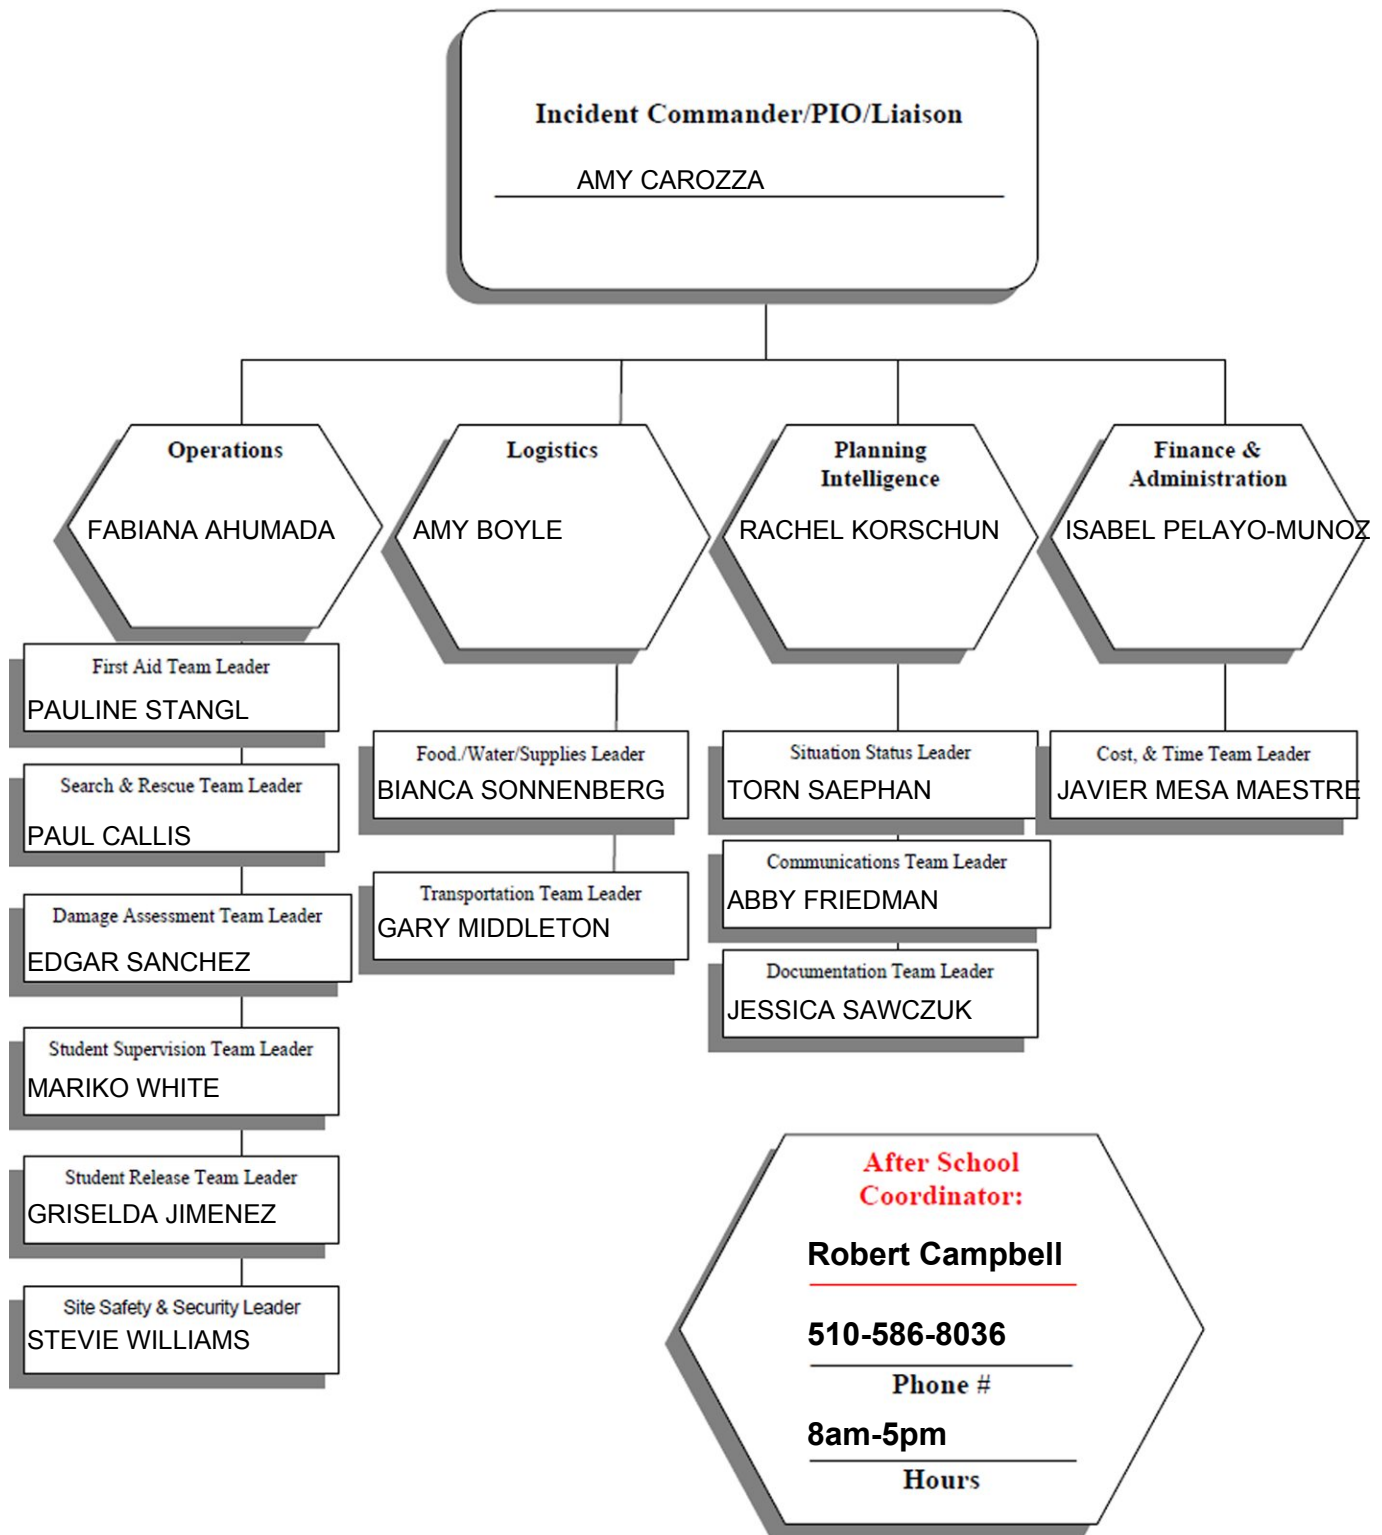 Incident Commander/PIO/Liaison
AMY CAROZZA
Operations
FABIANA AHUMADA
First Aid Team Leader
PAULINE STANGL
Search & Rescue Team Leader
PAUL CALLIS
Damage Assessment Team Leader
EDGAR SANCHEZ
Student Supervision Team Leader
MARIKO WHITE
Student Release Team Leader
GRISELDA JIMENEZ
Site Safety & Security Leader
STEVIE WILLIAMS
Logistics
AMY BOYLE
Food./Water/Supplies Leader
BIANCA SONNENBERG
Transportation Team Leader
GARY MIDDLETON
Planning
Intelligence
RACHEL KORSCHUN
Situation Status Leader
TORN SAEPHAN
Communications Team Leader
ABBY FRIEDMAN
Documentation Team Leader
JESSICA SAWCZUK
Finance &
Administration
ISABEL PELAYO-MUNOZ
Cost, & Time Team Leader
JAVIER MESA MAESTRE
After School
Coordinator:
Robert Campbell
510-586-8036
Phone #
8am-5pm
Hours